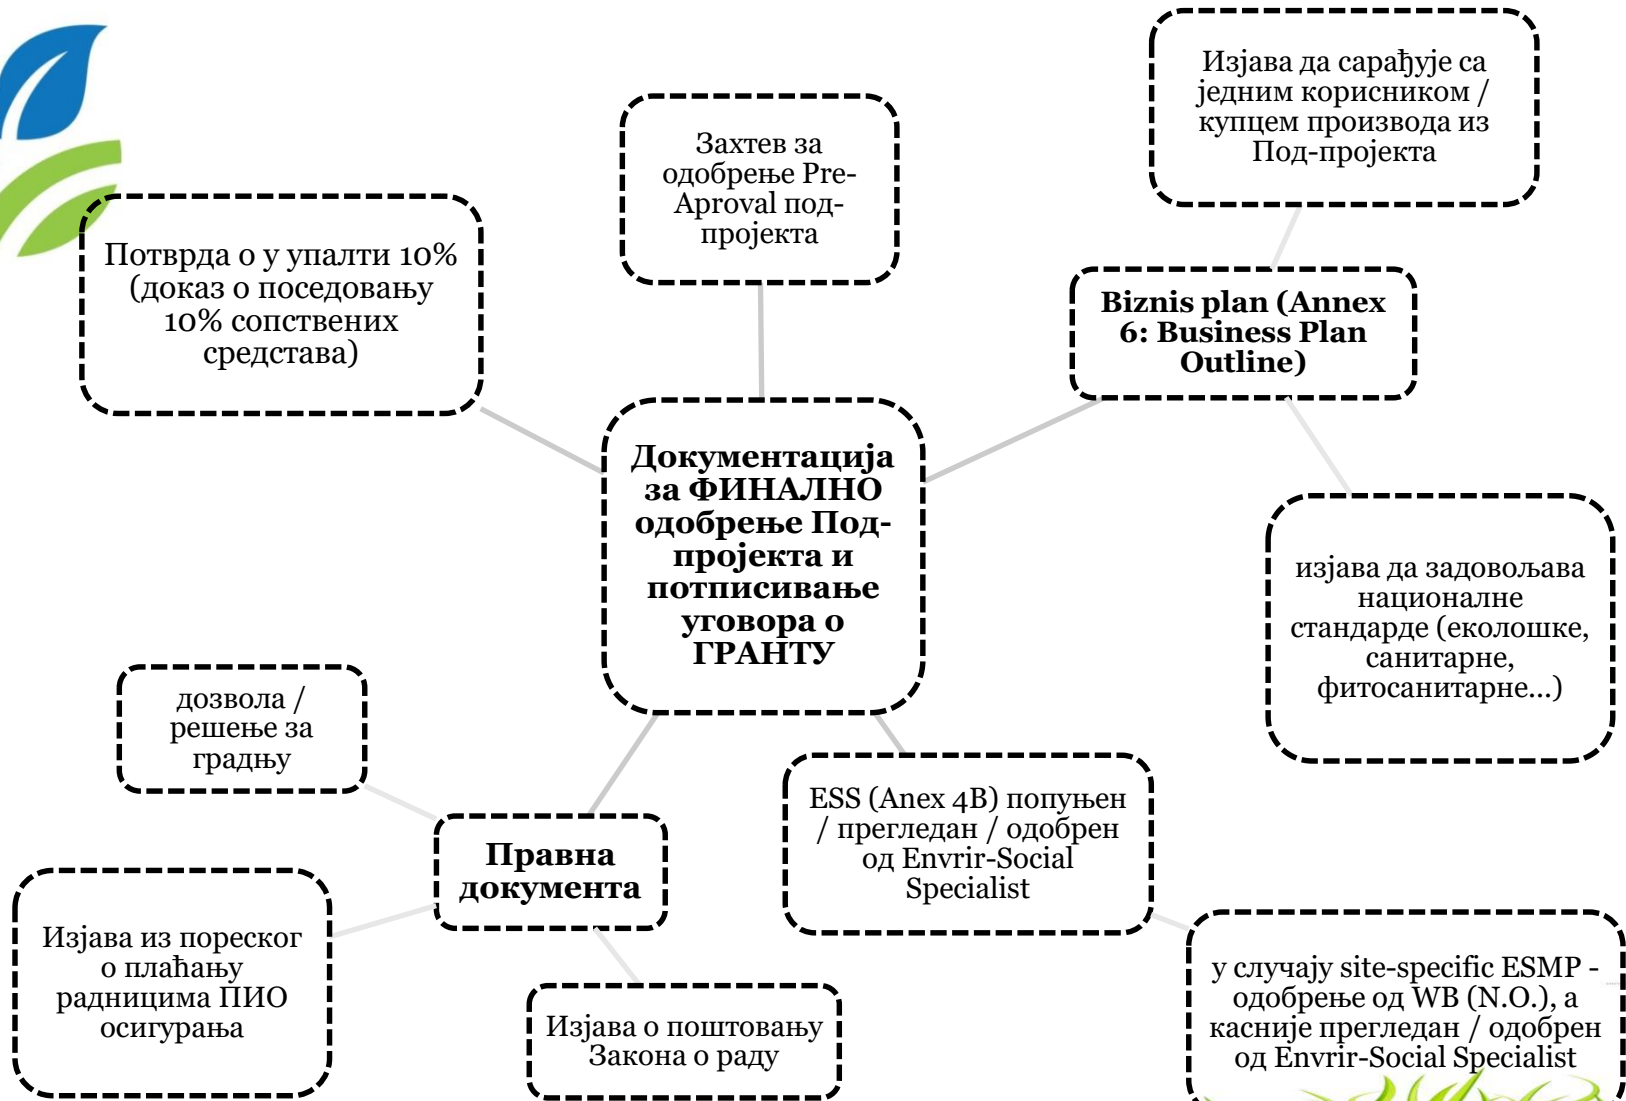 Изјава да сарађује са
једним корисником /
купцем производа из
Под-пројекта
Захтев за
одобрење Pre-
Aproval под-
пројекта
Потврда о у упалти 10%
(доказ о поседовању
10% сопствених
средстава)
Biznis plan (Annex
6: Business Plan
Outline)
Документација
за ФИНАЛНО
одобрење Под-
пројекта и
потписивање
уговора о
ГРАНТУ
изјава да задовољава
националне
стандарде (еколошке,
санитарне,
фитосанитарне...)
дозвола /
решење за
градњу
Правна
документа
ESS (Anex 4B) попуњен
/ прегледан / одобрен
од Envrir-Social
Specialist
Изјава из пореског
о плаћању
радницима ПИО
осигурања
Изјава о поштовању
Закона о раду
у случају site-specific ESMP -
одобрење од WB (N.O.), а
касније прегледан / одобрен
од Envrir-Social Specialist